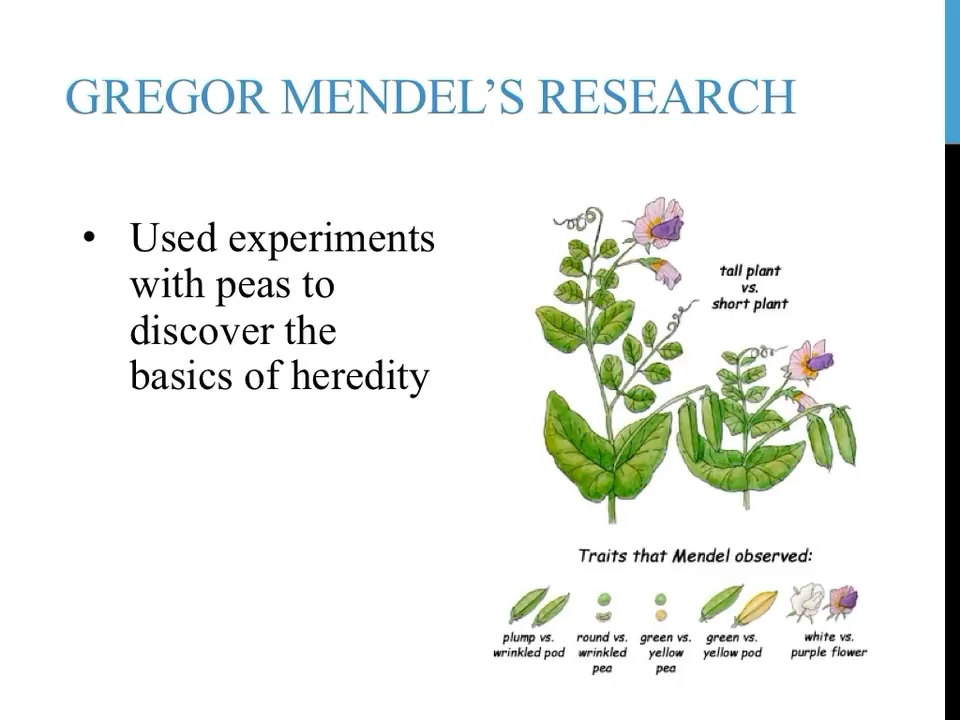 GREGOR MENDEL’S RESEARCH
• Used experiments
with peas to
discover the
basics of heredity
tall plant
vs.
short plant
Traits that Mendel observed:
plump vs.
wrinkled pod
round vs.
wrinkled
pea
green vs.
yellow
pea
green vs.
yellow pod
white vs.
purple flower